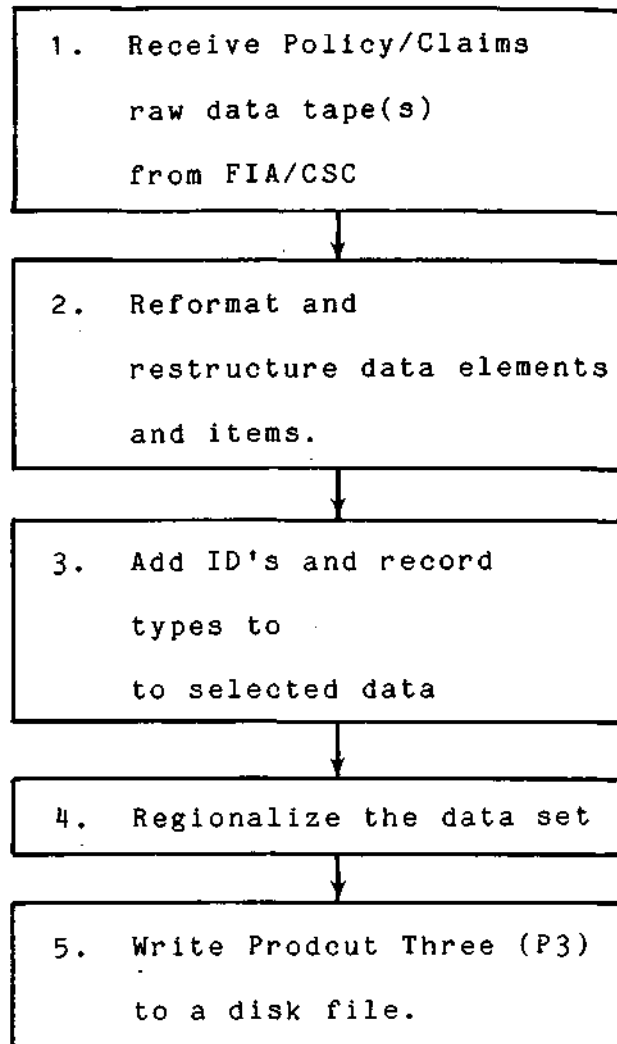 1. Receive Policy/Claims
raw data tape(s)
from FIA/CSC
2. Reformat and
restructure data elements
and items.
3. Add ID's and record
types to
to selected data
4. Regionalize the data set
5. Write Prodcut Three (P3)
to a disk file.